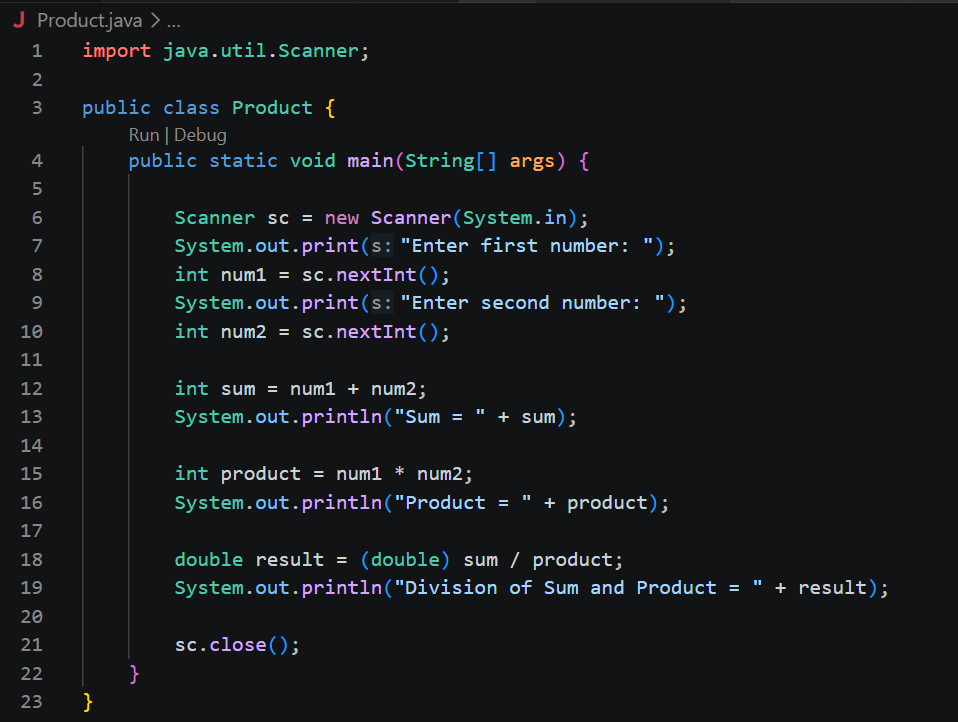 J Product.java > ...
1 import java.util.Scanner;
2
3 public class Product {
Run | Debug
4 public static void main(String[] args) {
5
6 Scanner sc = new Scanner(System.in);
7 System.out.print(s: "Enter first number: ");
8 int num1 = sc.nextInt();
9 System.out.print(s: "Enter second number: ");
10 int num2 = sc.nextInt();
11
12 int sum = num1 + num2;
13 System.out.println("Sum = " + sum);
14
15 int product = num1 * num2;
16 System.out.println("Product = " + product);
17
18 double result = (double) sum / product;
19 System.out.println("Division of Sum and Product = " + result);
20
21 sc.close();
22 }
23 }